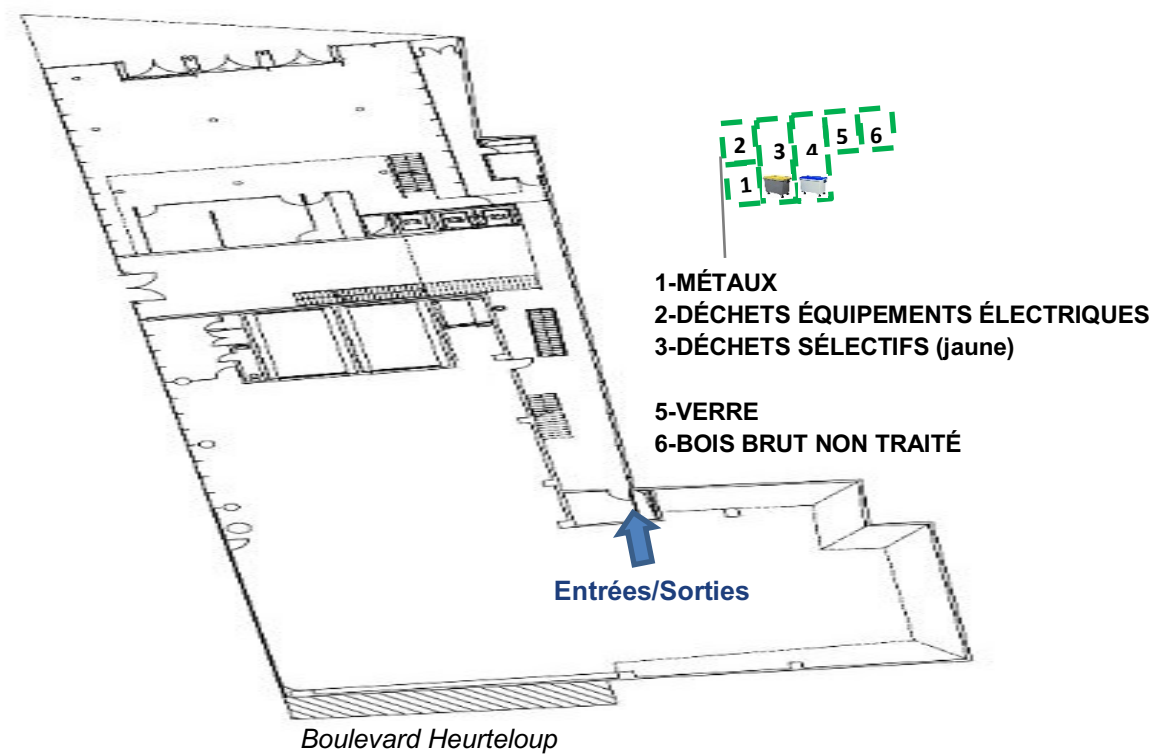 2 3 4 5 6
1
1-MÉTAUX
2-DÉCHETS ÉQUIPEMENTS ÉLECTRIQUES
3-DÉCHETS SÉLECTIFS (jaune)
5-VERRE
6-BOIS BRUT NON TRAITÉ
Entrées/Sorties
Boulevard Heurteloup